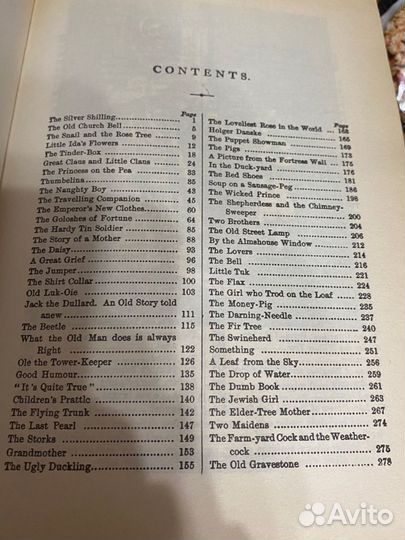 CONTENTS.
Page
The Silver Shilling 1
The Old Church Bell 5
The Snail and the Rose Tree 9
Little Ida's Flowers 12
The Tinder-Box 18
Great Claus and Little Claus 24
The Princess on the Pea 33
Thumbelina 35
The Naughty Boy 43
The Travelling Companion 45
The Emperor's New Clothes 60
The Goloshes of Fortune 64
The Hardy Tin Soldier 85
The Story of a Mother 88
The Daisy 93
A Great Grief 96
The Jumper 98
The Shirt Collar 100
Old Luk-Oie 103
Jack the Dullard. An Old Story told
anew 111
The Beetle 115
What the Old Man does is always
Right 122
Ole the Tower-Keeper 126
Good Humour 135
"It's Quite True" 138
Children's Prattle 140
The Flying Trunk 142
The Last Pearl 147
The Storks 149
Grandmother 153
The Ugly Duckling 155
Page
The Loveliest Rose in the World 164
Holger Danske 165
The Puppet Showman 169
The Pigs 173
A Picture from the Fortress Wall 175
In the Duck-yard 176
The Red Shoes 181
Soup on a Sausage-Peg 186
The Wicked Prince 198
The Shepherdess and the Chimney-
Sweeper 200
Two Brothers 204
The Old Street Lamp 206
By the Almshouse Window 212
The Lovers 214
The Bell 216
Little Tuk 221
The Flax 224
The Girl who Trod on the Loaf 228
The Money-Pig 235
The Darning-Needle 237
The Fir Tree 240
The Swineherd 247
Something 251
A Leaf from the Sky 256
The Drop of Water 259
The Dumb Book 261
The Jewish Girl 263
The Elder-Tree Mother 267
Two Maidens 274
The Farm-yard Cock and the Weather-
cock 275
The Old Gravestone 278
Avito